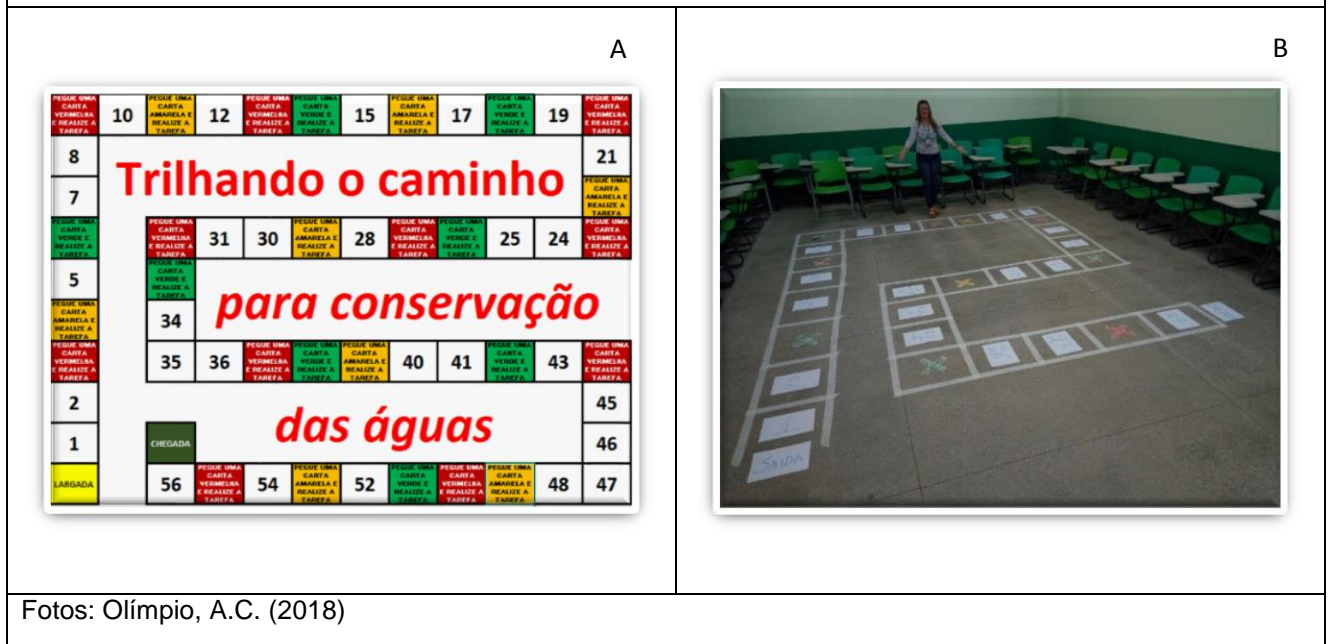 A
B
PEGUE UMA PEGUE UMA PEGUE UMA PEGUE UMA PEGUE UMA PEGUE UMA PEGUE UMA
CARTA CARTA CARTA CARTA CARTA CARTA CARTA
VERMELHA 10 AMARELA E 12 VERMELHA VERDE E 15 AMARELA E 17 VERDE E 19 VERMELHA
E REALIZE A REALIZE A E REALIZE A REALIZE A REALIZE A REALIZE A E REALIZE A
TAREFA TAREFA TAREFA TAREFA TAREFA TAREFA TAREFA
8 21
Trilhando o caminho
7
PEGUE UMA
CARTA
AMARELA E
REALIZE A
TAREFA
PEGUE UMA PEGUE UMA PEGUE UMA PEGUE UMA PEGUE UMA PEGUE UMA
CARTA CARTA CARTA CARTA CARTA CARTA
VERDE E VERMELHA 31 30 AMARELA E 28 VERMELHA VERDE E 25 24 VERMELHA
REALIZE A E REALIZE A REALIZE A E REALIZE A REALIZE A E REALIZE A
TAREFA TAREFA TAREFA TAREFA TAREFA TAREFA
5
PEGUE UMA
CARTA
VERDE E
REALIZE A
TAREFA
para conservação
PEGUE UMA
CARTA
AMARELA E
REALIZE A
TAREFA
34
PEGUE UMA PEGUE UMA PEGUE UMA PEGUE UMA PEGUE UMA PEGUE UMA
CARTA CARTA CARTA CARTA CARTA CARTA
VERMELHA 35 36 VERMELHA VERDE E AMARELA E 40 41 VERDE E 43 VERMELHA
E REALIZE A E REALIZE A REALIZE A REALIZE A REALIZE A E REALIZE A
TAREFA TAREFA TAREFA TAREFA TAREFA TAREFA
2 45
das águas
1 CHEGADA 46
PEGUE UMA PEGUE UMA PEGUE UMA PEGUE UMA PEGUE UMA
CARTA CARTA CARTA CARTA CARTA
LARGADA 56 VERMELHA 54 AMARELA E 52 VERDE E VERMELHA AMARELA E 48 47
E REALIZE A REALIZE A REALIZE A E REALIZE A REALIZE A
TAREFA TAREFA TAREFA TAREFA TAREFA
2
1
SAIDA
Fotos: Olímpio, A.C. (2018)